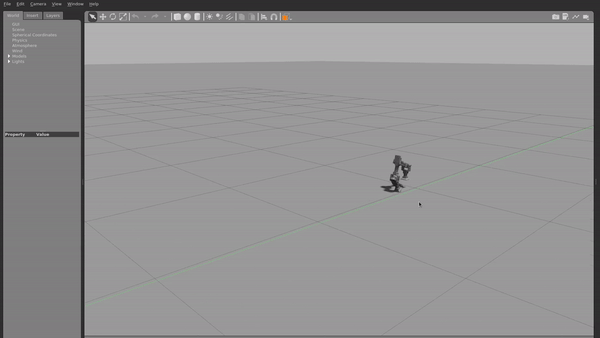 File Edit Camera View Window Help
World Insert Layers
GUI
Scene
Spherical Coordinates
Physics
Atmosphere
Wind
Models
Lights
Property Value